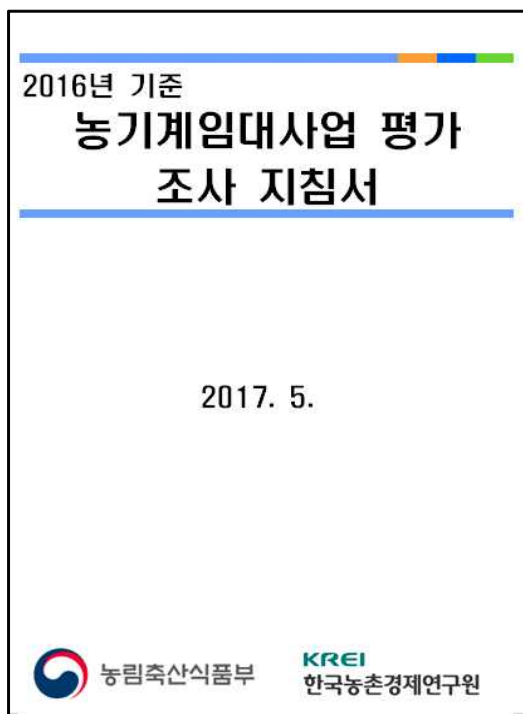 2016년 기준
농기계임대사업 평가
조사 지침서
2017. 5.
농림축산식품부
KREI
한국농촌경제연구원